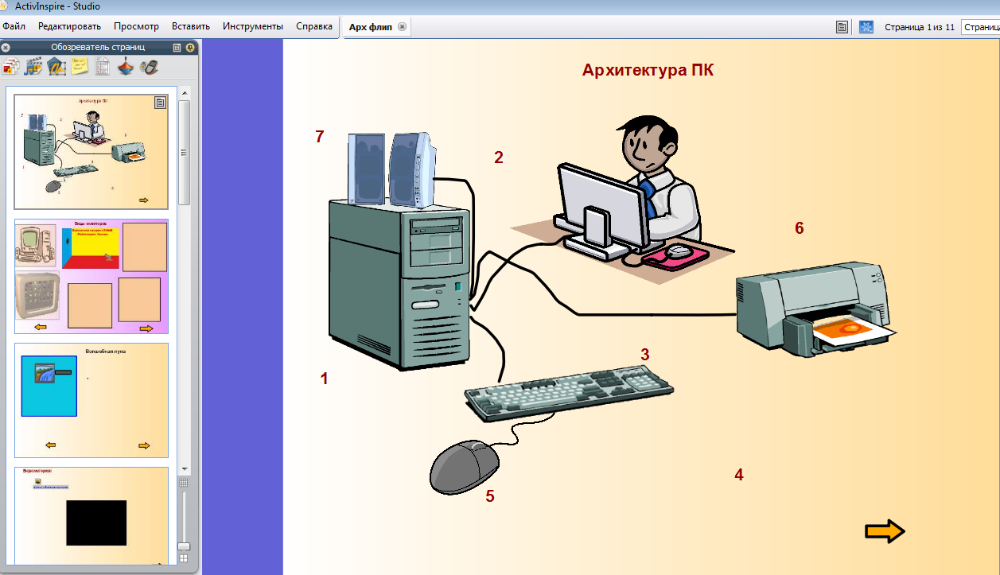 ActivInspire - Studio
Файл Редактировать Просмотр Вставить Инструменты Справка
Арх флип
Страница 1 из 11
Обозреватель страниц
Архитектура ПК
7
2
6
3
1
5
4
Архитектура ПК
Виды мониторов
Волшебная лупа
Видеоматериал